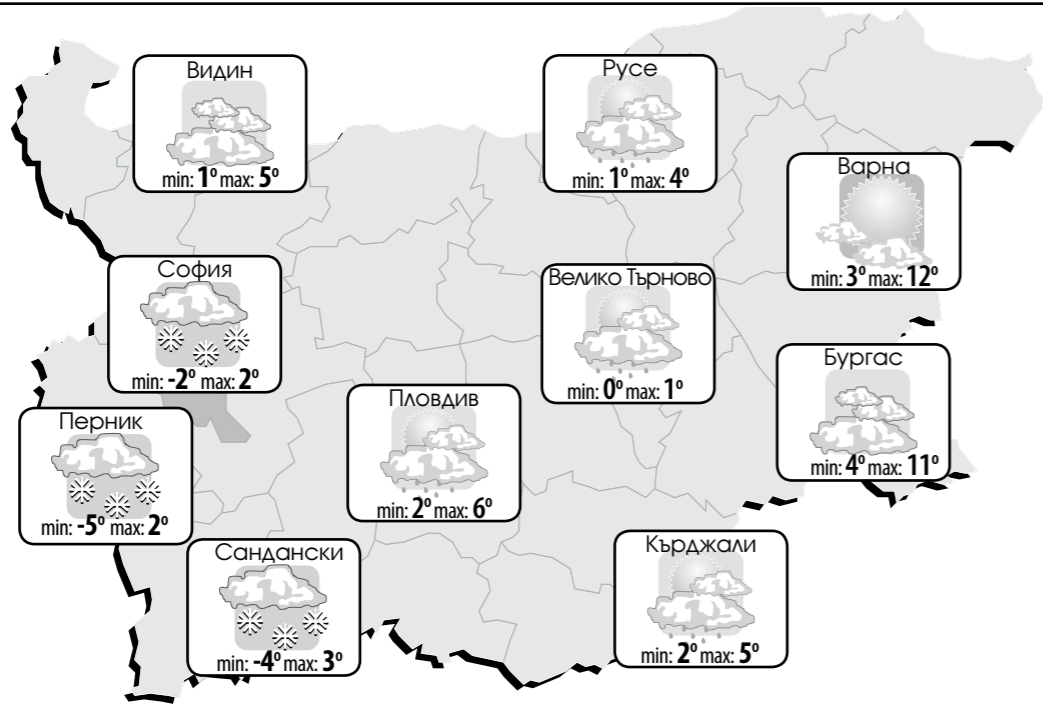 Видин
min: 1° max: 5°
Русе
min: 1° max: 4°
Варна
min: 3° max: 12°
София
min: -2° max: 2°
Велико Търново
min: 0° max: 1°
Бургас
min: 4° max: 11°
Пловдив
min: 2° max: 6°
Перник
min: -5° max: 2°
Сандански
min: -4° max: 3°
Кърджали
min: 2° max: 5°